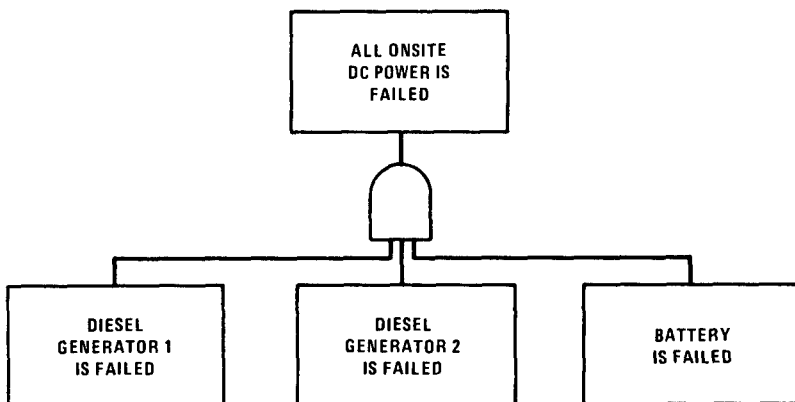 ALL ONSITE
DC POWER IS
FAILED
DIESEL
GENERATOR 1
IS FAILED
DIESEL
GENERATOR 2
IS FAILED
BATTERY
IS FAILED